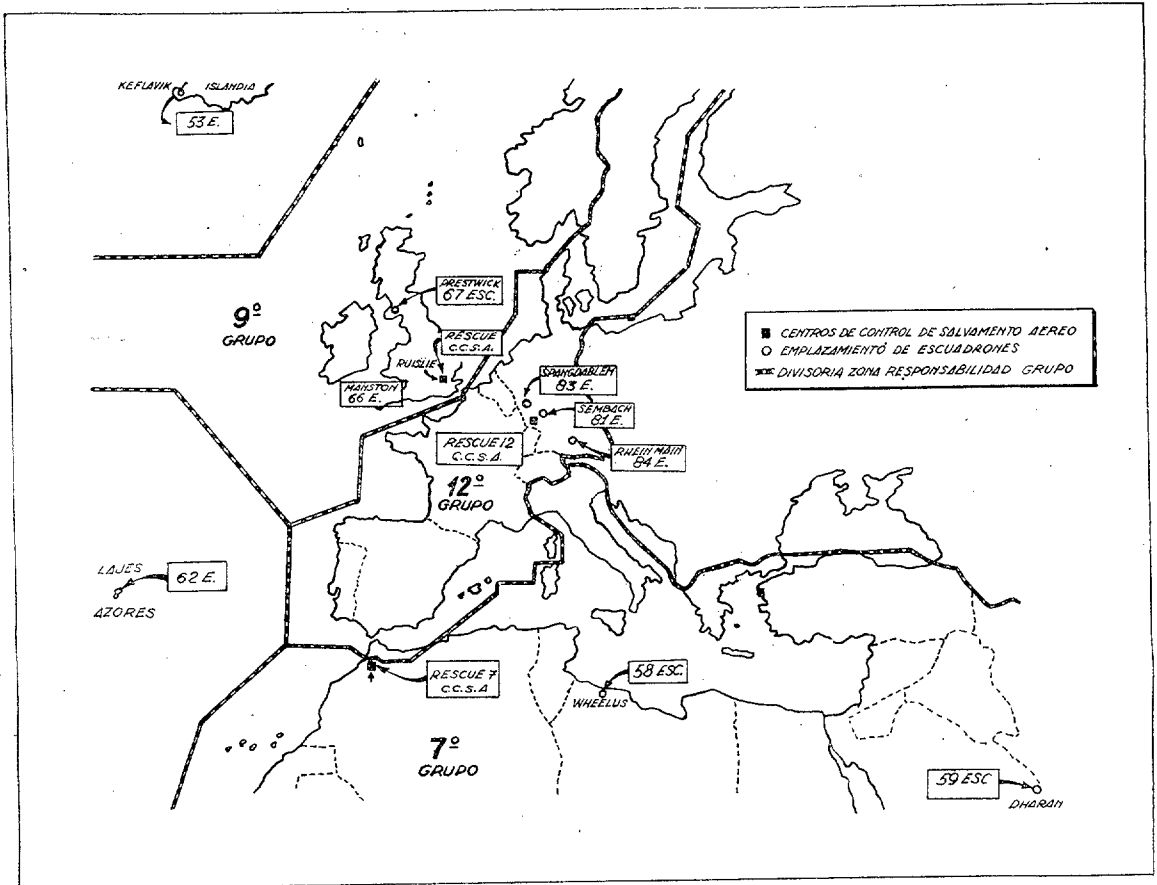 KEFLAVIK ISLANDIA
53 E.
9º
GRUPO
PRESTWICK
67 ESC.
RESCUE
C.C.S.A.
RUISLIE
MANSTON
66 E.
SPANGDABLEM
83 E.
SEMBACH
81 E.
RHEIN MAIN
84 E.
RESCUE 12
C.C.S.A.
12º
GRUPO
CENTROS DE CONTROL DE SALVAMENTO AEREO
EMPLAZAMIENTO DE ESCUADRONES
DIVISORIA ZONA RESPONSABILIDAD GRUPO
LAJES
62 E.
AZORES
RESCUE 7
C.C.S.A
58 ESC.
WHEELUS
7º
GRUPO
59 ESC
DHARAN